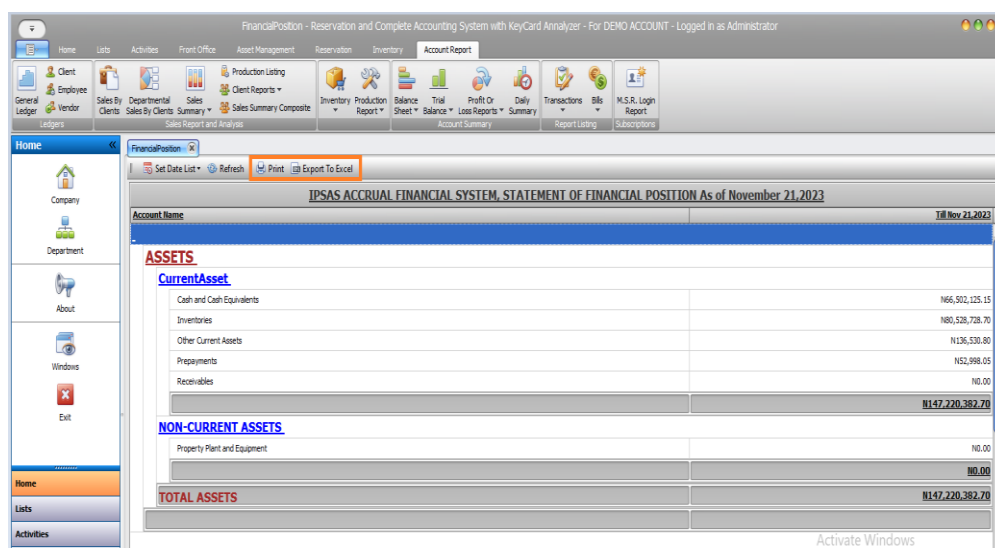 FinancialPosition - Reservation and Complete Accounting System with KeyCard Annalyzer - For DEMO ACCOUNT - Logged in as Administrator
Home Lists Activities Front Office Asset Management Reservation Inventory Account Report
General Ledger
Client
Employee
Vendor
Ledgers
Sales By Clients
Departmental Sales By Clients
Sales Summary
Production Listing
Client Reports
Sales Summary Composite
Sales Report and Analysis
Inventory
Production Report
Balance Sheet
Trial Balance
Profit Or Loss Reports
Daily Summary
Account Summary
Transactions
Bills
Report Listing
M.S.R. Login Report
Subscriptions
Home
FinancialPosition
Set Date List Refresh Print Export To Excel
Company
Department
About
Windows
Exit
Home
Lists
Activities
IPSAS ACCRUAL FINANCIAL SYSTEM, STATEMENT OF FINANCIAL POSITION As of November 21,2023
Account Name Till Nov 21,2023
ASSETS
CurrentAsset
Cash and Cash Equivalents N66,502,125.15
Inventories N80,528,728.70
Other Current Assets N136,530.80
Prepayments N52,998.05
Receivables N0.00
N147,220,382.70
NON-CURRENT ASSETS
Property Plant and Equipment N0.00
N0.00
TOTAL ASSETS N147,220,382.70
Activate Windows